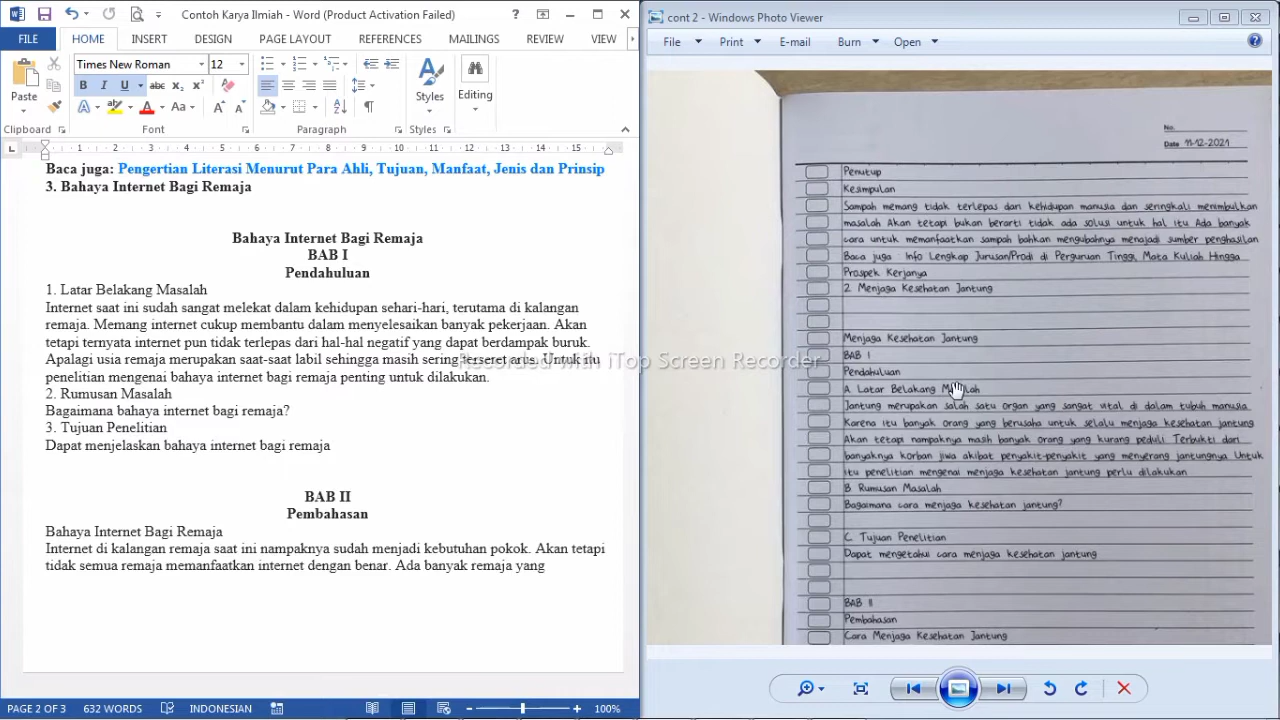 Contoh Karya Ilmiah - Word (Product Activation Failed)
FILE
HOME
INSERT
DESIGN
PAGE LAYOUT
REFERENCES
MAILINGS
REVIEW
VIEW
Paste
Times New Roman
12
Styles
Editing
Clipboard
Font
Paragraph
Styles
1 2 3 4 5 6 7 8 9 10 11 12 13 14 15
Baca juga: Pengertian Literasi Menurut Para Ahli, Tujuan, Manfaat, Jenis dan Prinsip
3. Bahaya Internet Bagi Remaja
Bahaya Internet Bagi Remaja
BAB I
Pendahuluan
1. Latar Belakang Masalah
Internet saat ini sudah sangat melekat dalam kehidupan sehari-hari, terutama di kalangan
remaja. Memang internet cukup membantu dalam menyelesaikan banyak pekerjaan. Akan
tetapi ternyata internet pun tidak terlepas dari hal-hal negatif yang dapat berdampak buruk.
Apalagi usia remaja merupakan saat-saat labil sehingga masih sering terseret arus. Untuk itu
penelitian mengenai bahaya internet bagi remaja penting untuk dilakukan.
2. Rumusan Masalah
Bagaimana bahaya internet bagi remaja?
3. Tujuan Penelitian
Dapat menjelaskan bahaya internet bagi remaja
BAB II
Pembahasan
Bahaya Internet Bagi Remaja
Internet di kalangan remaja saat ini nampaknya sudah menjadi kebutuhan pokok. Akan tetapi
tidak semua remaja memanfaatkan internet dengan benar. Ada banyak remaja yang
PAGE 2 OF 3
632 WORDS
INDONESIAN
100%
Recorded with iTop Screen Recorder
cont 2 - Windows Photo Viewer
File
Print
E-mail
Burn
Open
No.
Date 11-12-2021
Penutup
Kesimpulan
Sampah memang tidak terlepas dari kehidupan manusia dan seringkali menimbulkan
masalah Akan tetapi bukan berarti tidak ada solusi untuk hal itu Ada banyak
cara untuk memanfaatkan sampah bahkan mengubahnya menajadi sumber penghasilan
Baca juga : Info Lengkap Jurusan/Prodi di Perguruan Tinggi, Mata Kuliah Hingga
Prospek Kerjanya
2. Menjaga Kesehatan Jantung
Menjaga Kesehatan Jantung
BAB I
Pendahuluan
A. Latar Belakang Masalah
Jantung merupakan salah satu organ yang sangat vital di dalam tubuh manusia
Karena itu banyak orang yang berusaha untuk selalu menjaga kesehatan jantung
Akan tetapi nampaknya masih banyak orang yang kurang peduli. Terbukti dari
banyaknya korban jiwa akibat penyakit-penyakit yang menyerang jantungnya Untuk
itu penelitian mengenai menjaga kesehatan jantung perlu dilakukan
B. Rumusan Masalah
Bagaimana cara menjaga kesehatan jantung?
C. Tujuan Penelitian
Dapat mengetahui cara menjaga kesehatan jantung
BAB II
Pembahasan
Cara Menjaga Kesehatan Jantung